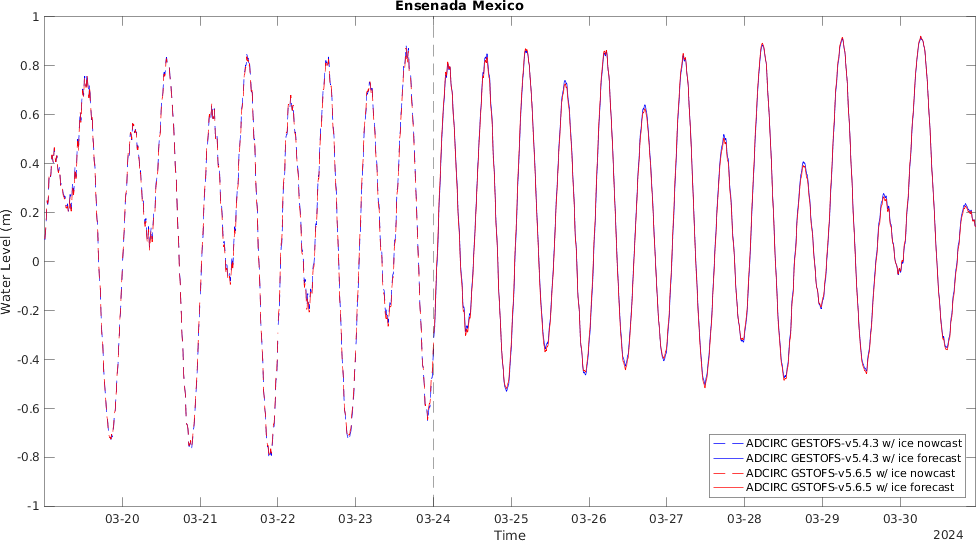 Ensenada Mexico
1
0.8
0.6
0.4
0.2
0
-0.2
-0.4
-0.6
-0.8
-1
Water Level (m)
ADCIRC GESTOFS-v5.4.3 w/ ice nowcast
ADCIRC GESTOFS-v5.4.3 w/ ice forecast
ADCIRC GSTOFS-v5.6.5 w/ ice nowcast
ADCIRC GSTOFS-v5.6.5 w/ ice forecast
03-20 03-21 03-22 03-23 03-24 03-25 03-26 03-27 03-28 03-29 03-30
Time
2024